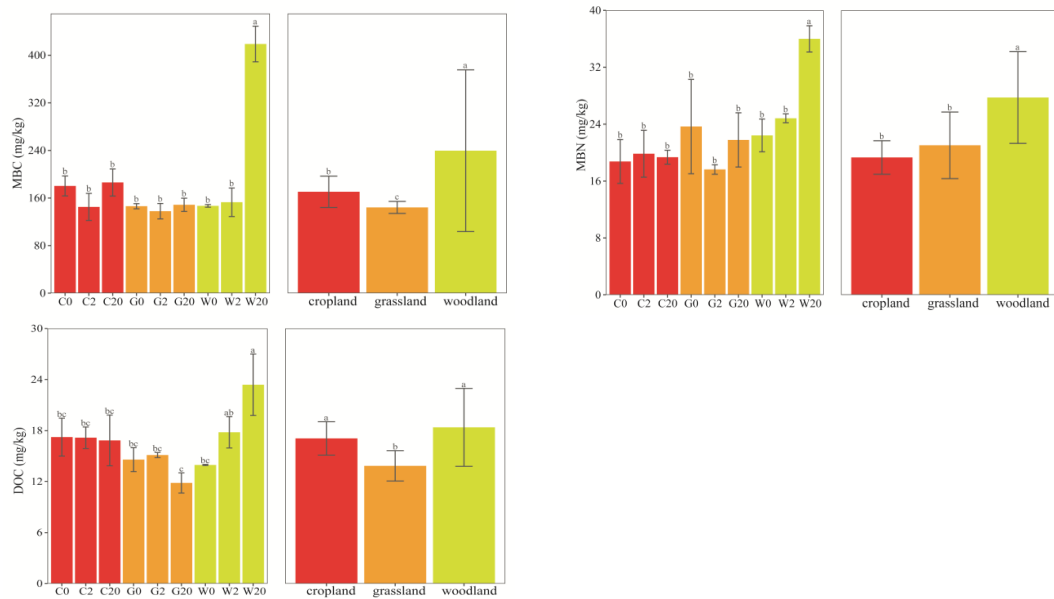 MBC (mg/kg)
400
320
240
160
80
0
b
b
b
b
b
b
b
b
a
C0 C2 C20 G0 G2 G20 W0 W2 W20
b
c
a
cropland grassland woodland
MBN (mg/kg)
40
32
24
16
8
0
b
b
b
b
b
b
b
b
a
C0 C2 C20 G0 G2 G20 W0 W2 W20
b
b
a
cropland grassland woodland
DOC (mg/kg)
30
24
18
12
6
0
bc
bc
bc
bc
bc
c
bc
ab
a
C0 C2 C20 G0 G2 G20 W0 W2 W20
a
b
a
cropland grassland woodland